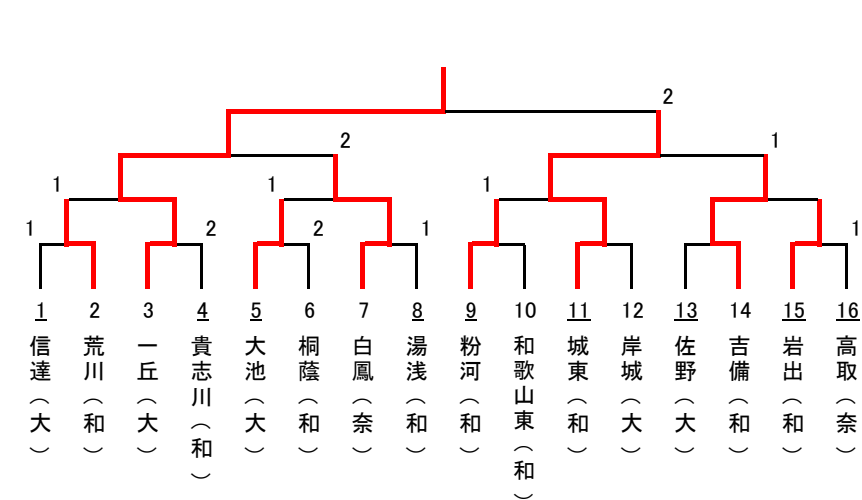 2
2
1
1
1
1
1
2
2
1
1
1
2
3
4
5
6
7
8
9
10
11
12
13
14
15
16
信達（大）
荒川（和）
一丘（大）
貴志川（和）
大池（大）
桐蔭（和）
白鳳（奈）
湯浅（和）
粉河（和）
和歌山東（和）
城東（和）
岸城（大）
佐野（大）
吉備（和）
岩出（和）
高取（奈）